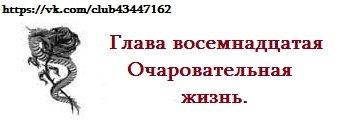 https://vk.com/club43447162
Глава восемнадцатая
Очаровательная
жизнь.